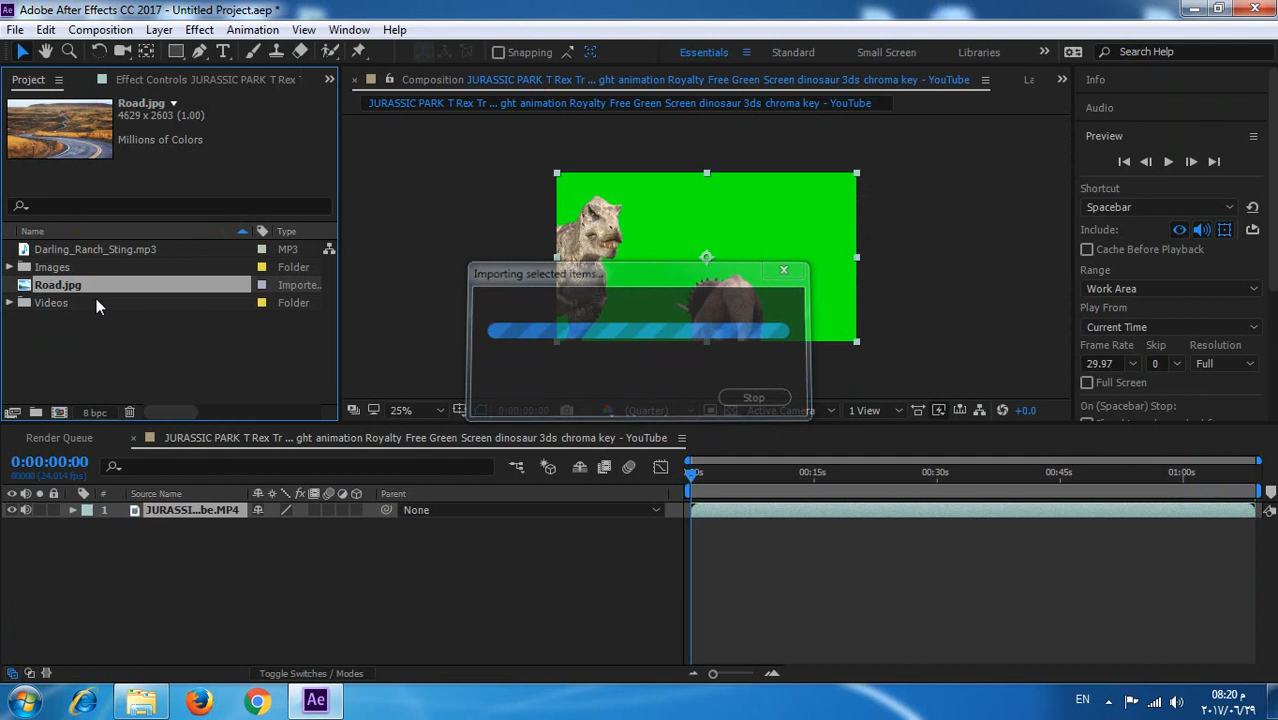 Adobe After Effects CC 2017 - Untitled Project.aep *
File Edit Composition Layer Effect Animation View Window Help
Snapping Essentials Standard Small Screen Libraries Search Help
Project Effect Controls JURASSIC PARK T Rex Tr
Composition JURASSIC PARK T Rex Tr ... ght animation Royalty Free Green Screen dinosaur 3ds chroma key - YouTube
Info
Road.jpg
4629 x 2603 (1.00)
Millions of Colors
JURASSIC PARK T Rex Tr ... ght animation Royalty Free Green Screen dinosaur 3ds chroma key - YouTube
Audio
Preview
Shortcut
Spacebar
Include:
Cache Before Playback
Range
Work Area
Play From
Current Time
Frame Rate Skip Resolution
29.97 0 Full
Full Screen
On (Spacebar) Stop:
Name Type
Darling_Ranch_Sting.mp3 MP3
Images Folder
Road.jpg Importe...
Videos Folder
Importing selected items...
Stop
8 bpc
25% 0:00:00:00 (Quarter) Active Camera 1 View +0.0
Render Queue JURASSIC PARK T Rex Tr ... ght animation Royalty Free Green Screen dinosaur 3ds chroma key - YouTube
0:00:00:00
00000 (24.014 fps)
00:15s 00:30s 00:45s 01:00s
# Source Name Parent
1 JURASSI...be.MP4 None
Toggle Switches / Modes
EN
08:20 م
٢٠١٧/٠٦/٢٩